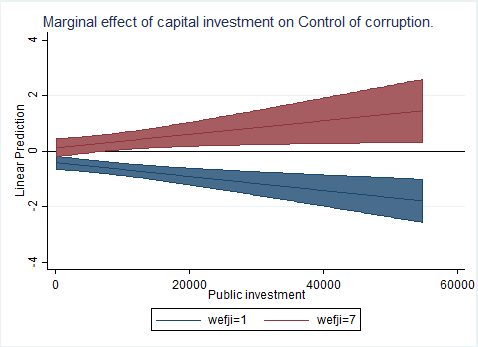 Marginal effect of capital investment on Control of corruption.
4
2
0
-2
-4
Linear Prediction
0 20000 40000 60000
Public investment
wefji=1 wefji=7